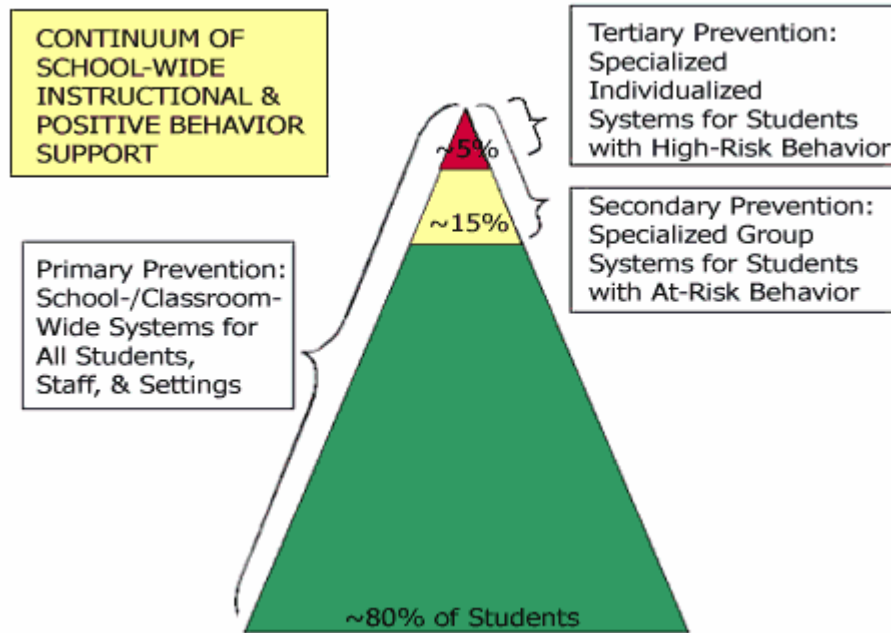 CONTINUUM OF
SCHOOL-WIDE
INSTRUCTIONAL &
POSITIVE BEHAVIOR
SUPPORT
Tertiary Prevention:
Specialized
Individualized
Systems for Students
with High-Risk Behavior
~5%
~15%
Secondary Prevention:
Specialized Group
Systems for Students
with At-Risk Behavior
Primary Prevention:
School-/Classroom-
Wide Systems for
All Students,
Staff, & Settings
~80% of Students